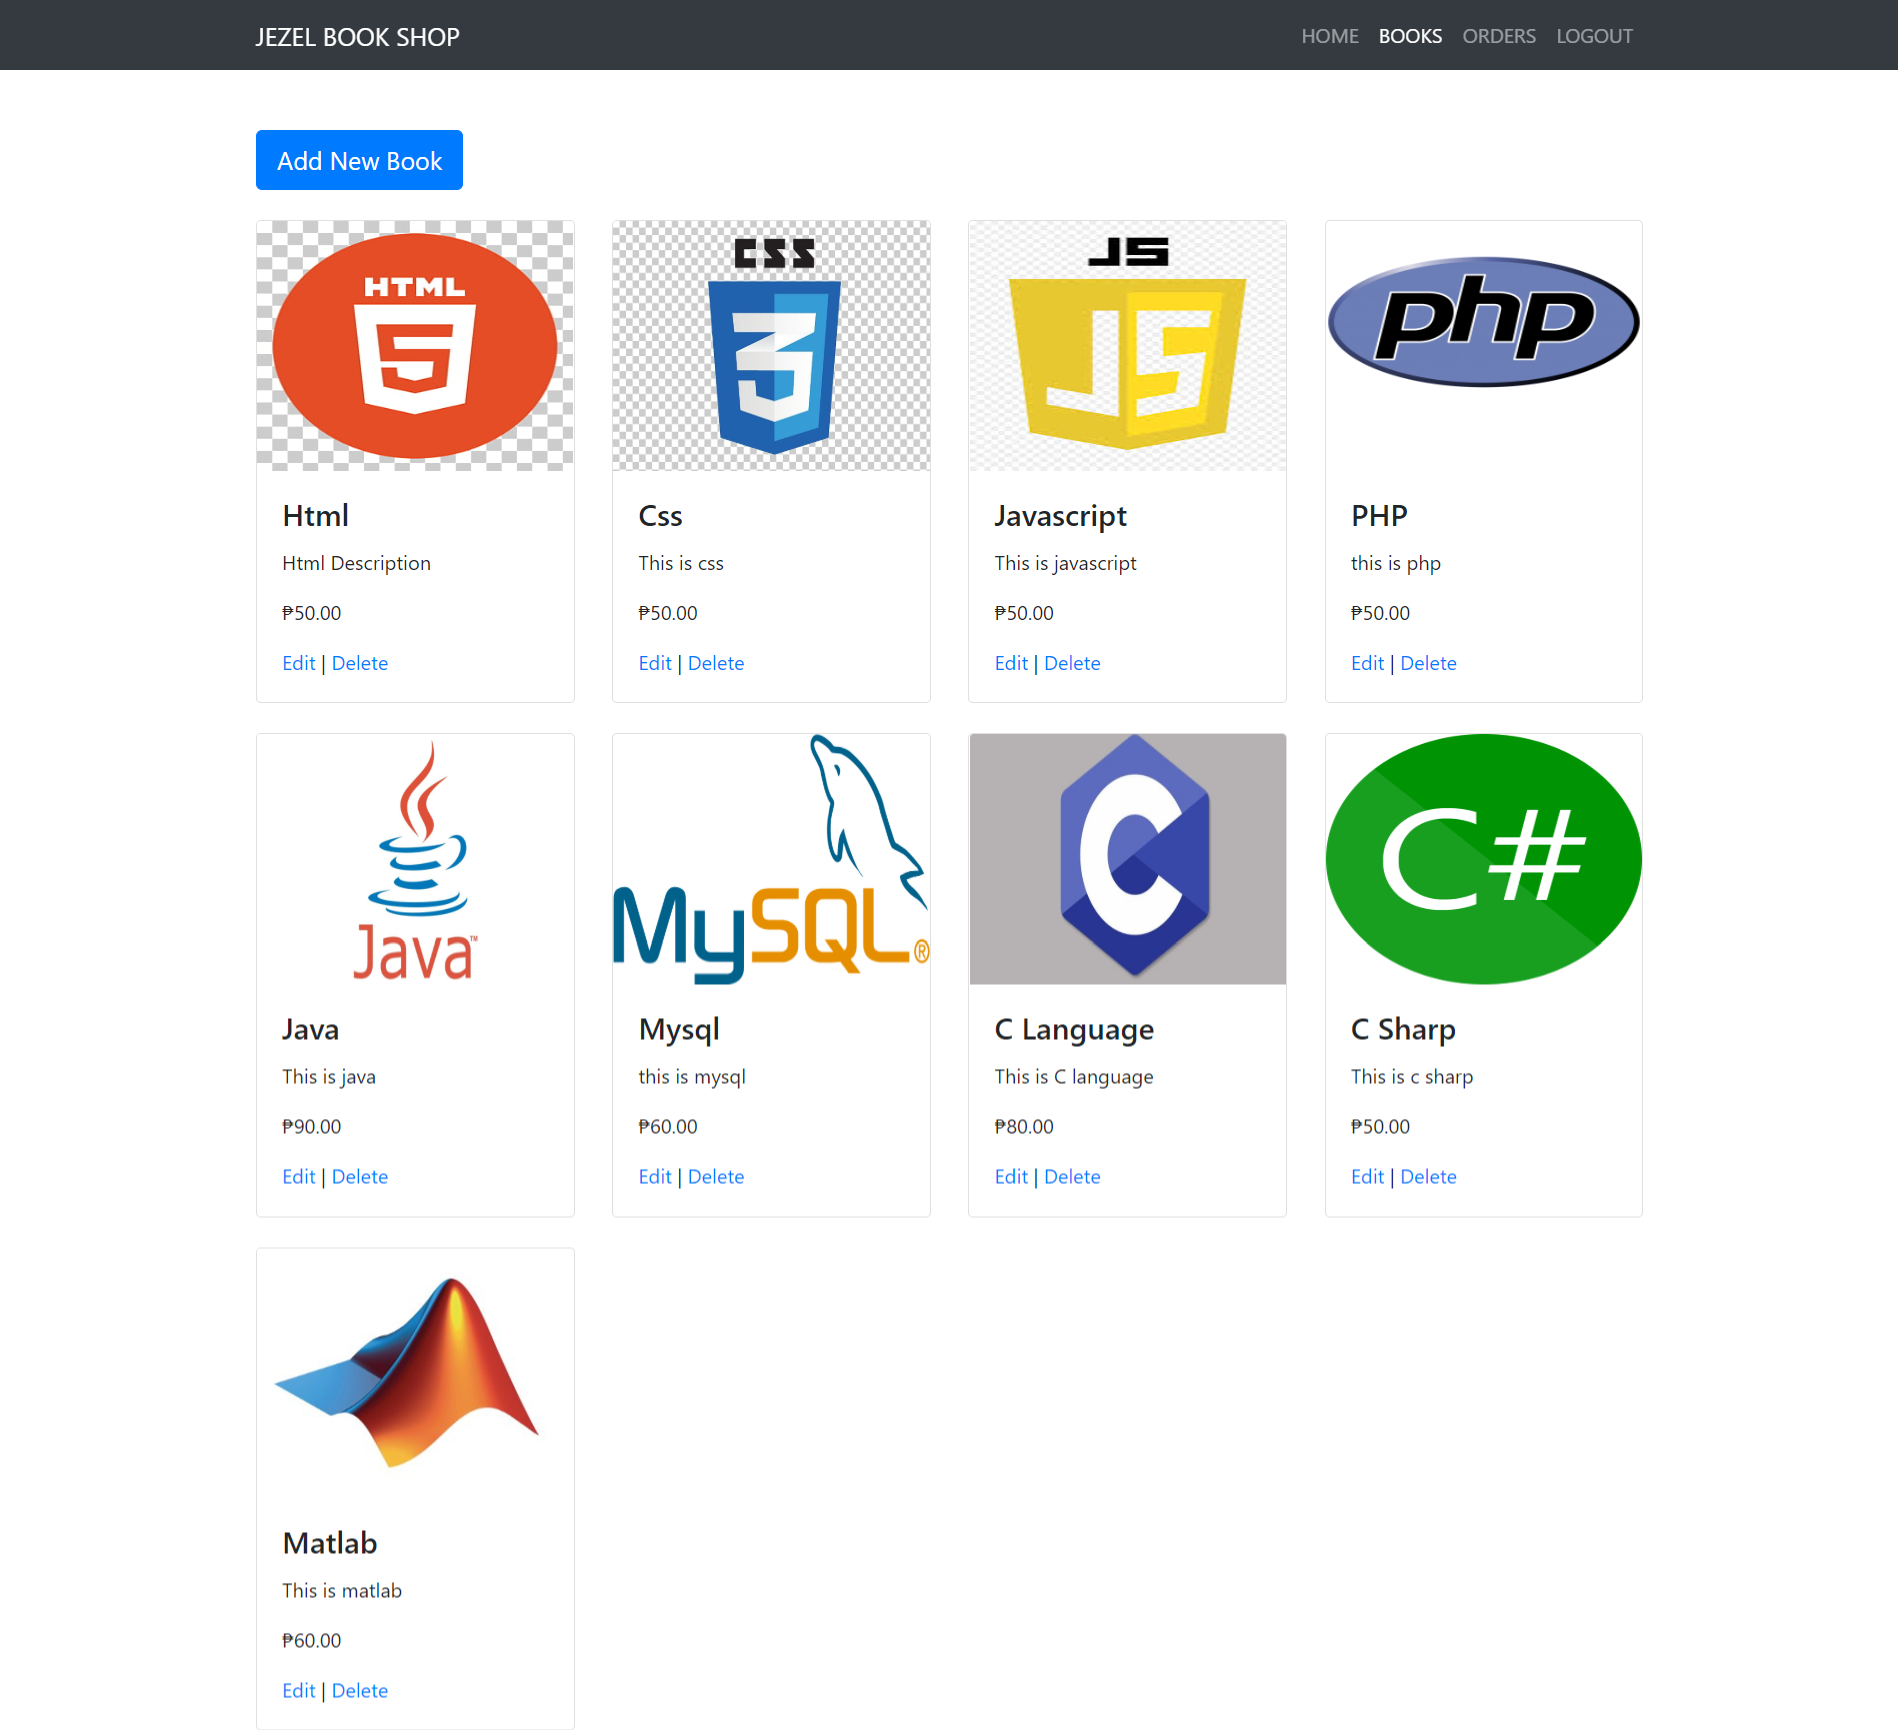 JEZEL BOOK SHOP
HOME BOOKS ORDERS LOGOUT
Add New Book
HTML
5
Html
Html Description
₱50.00
Edit | Delete
CSS
3
Css
This is css
₱50.00
Edit | Delete
JS
JS
Javascript
This is javascript
₱50.00
Edit | Delete
php
PHP
this is php
₱50.00
Edit | Delete
Java™
Java
This is java
₱90.00
Edit | Delete
MySQL®
Mysql
this is mysql
₱60.00
Edit | Delete
C
C Language
This is C language
₱80.00
Edit | Delete
C#
C Sharp
This is c sharp
₱50.00
Edit | Delete
Matlab
This is matlab
₱60.00
Edit | Delete